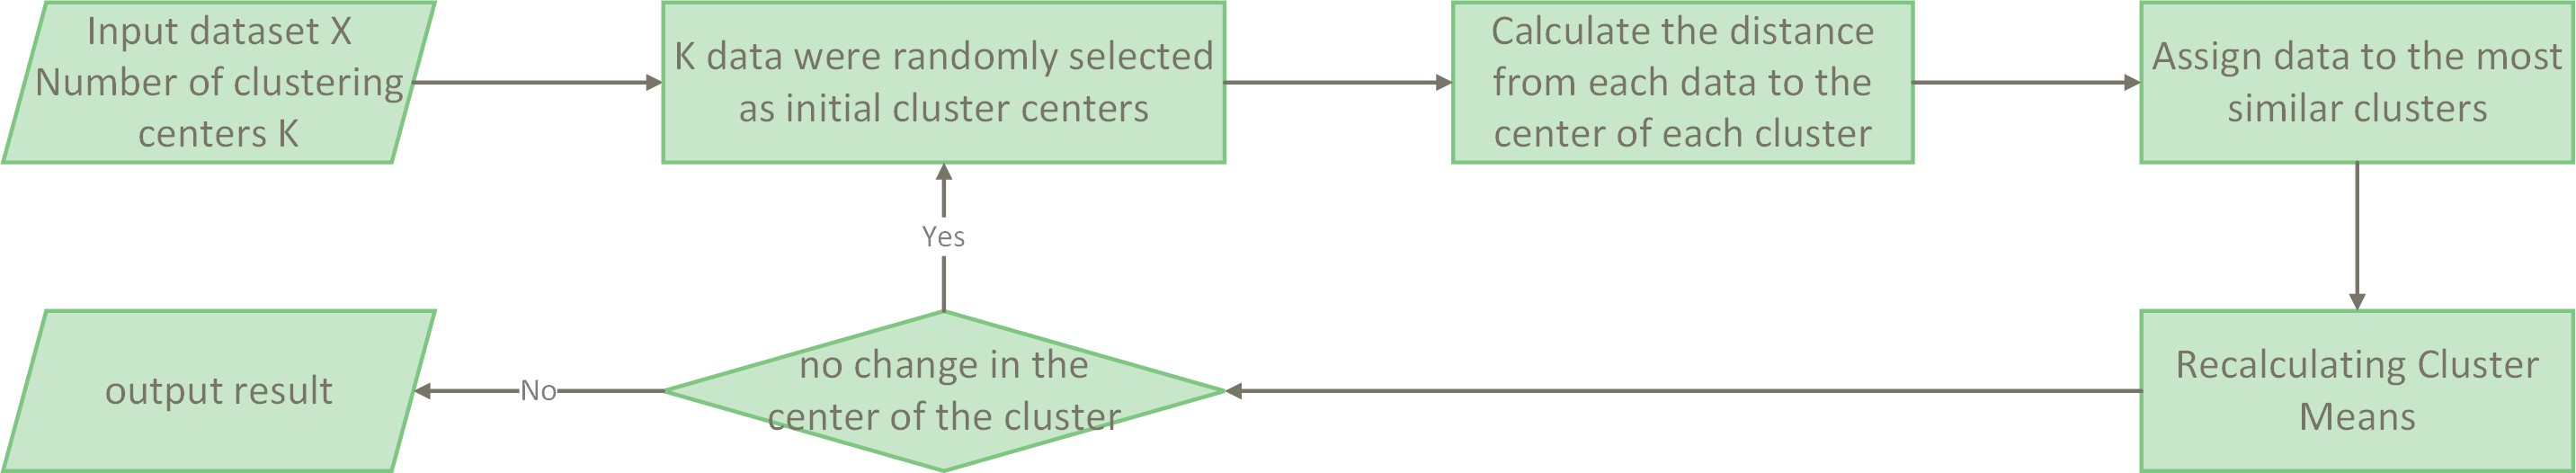 Input dataset X
Number of clustering
centers K
K data were randomly selected
as initial cluster centers
Calculate the distance
from each data to the
center of each cluster
Assign data to the most
similar clusters
Yes
output result
No
no change in the
center of the cluster
Recalculating Cluster
Means